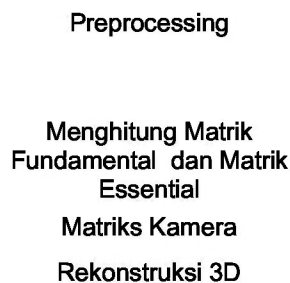 Preprocessing
Menghitung Matrik
Fundamental dan Matrik
Essential
Matriks Kamera
Rekonstruksi 3D